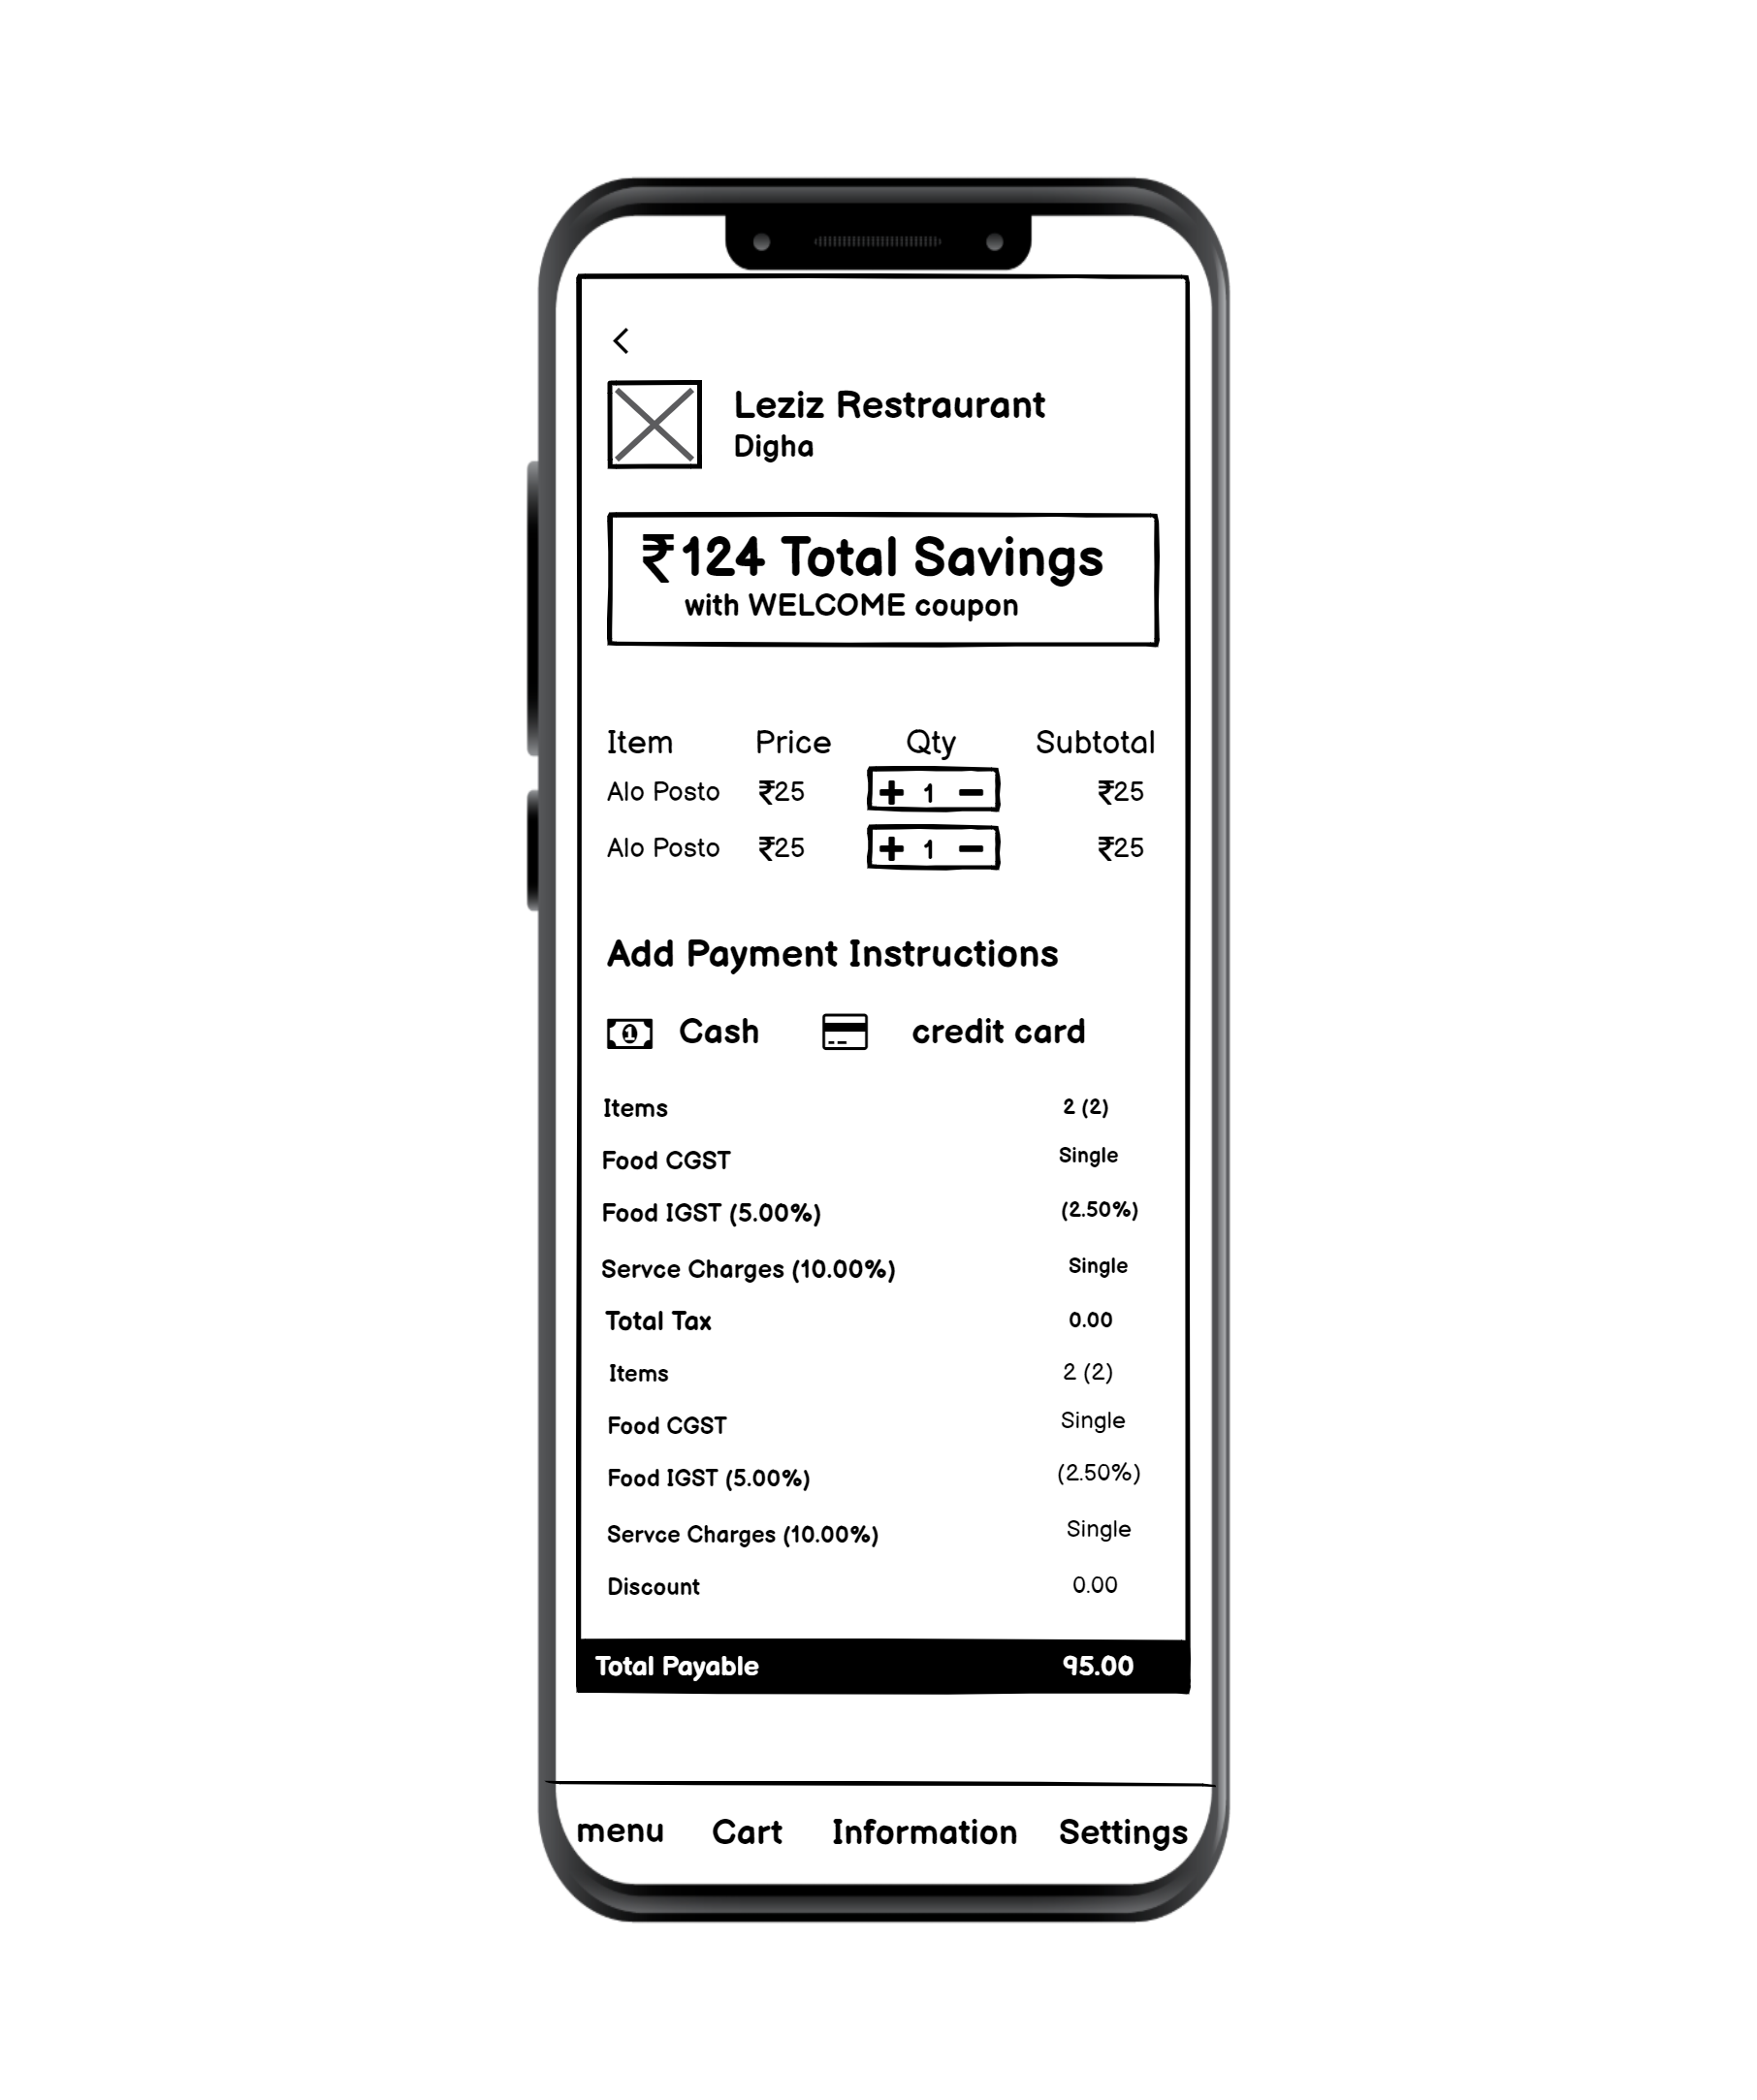 Leziz Restraurant
Digha
₹124 Total Savings
with WELCOME coupon
Item Price Qty Subtotal
Alo Posto ₹25 + 1 − ₹25
Alo Posto ₹25 + 1 − ₹25
Add Payment Instructions
1 Cash credit card
Items 2 (2)
Food CGST Single
Food IGST (5.00%) (2.50%)
Servce Charges (10.00%) Single
Total Tax 0.00
Items 2 (2)
Food CGST Single
Food IGST (5.00%) (2.50%)
Servce Charges (10.00%) Single
Discount 0.00
Total Payable 95.00
menu Cart Information Settings